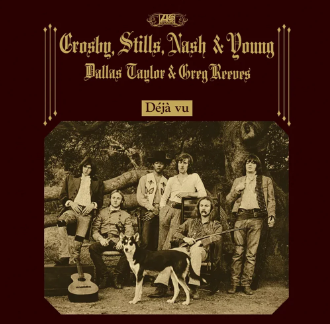 Crosby, Stills, Nash & Young
Dallas Taylor & Greg Reeves
Déjà vu